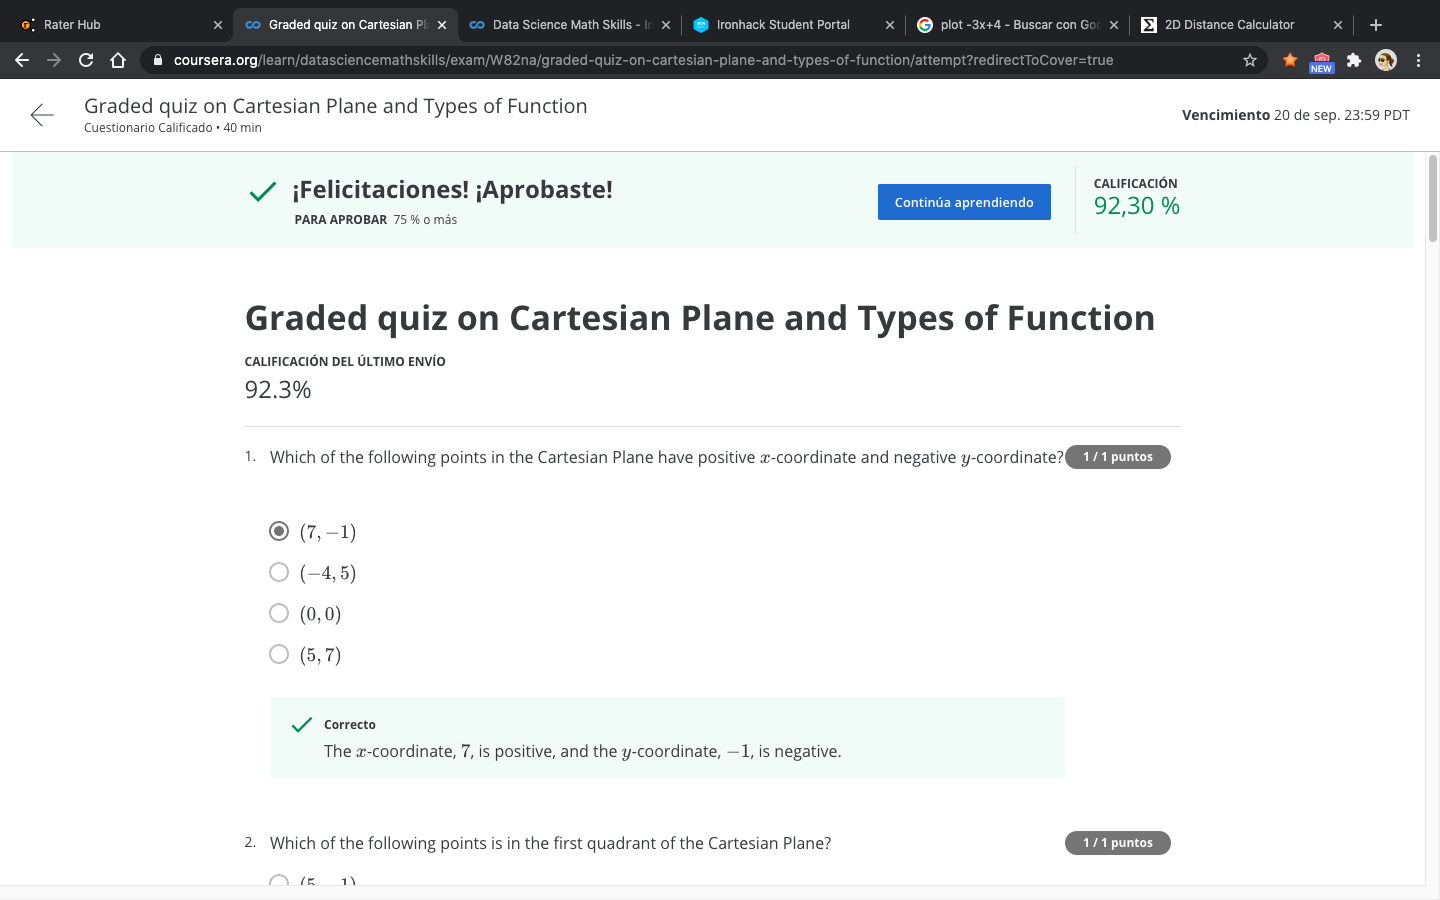 Rater Hub
Graded quiz on Cartesian Pl
Data Science Math Skills - In
Ironhack Student Portal
plot -3x+4 - Buscar con Goo
2D Distance Calculator
coursera.org/learn/datasciencemathskills/exam/W82na/graded-quiz-on-cartesian-plane-and-types-of-function/attempt?redirectToCover=true
NEW
Graded quiz on Cartesian Plane and Types of Function
Cuestionario Calificado • 40 min
Vencimiento 20 de sep. 23:59 PDT
¡Felicitaciones! ¡Aprobaste!
PARA APROBAR 75 % o más
Continúa aprendiendo
CALIFICACIÓN
92,30 %
Graded quiz on Cartesian Plane and Types of Function
CALIFICACIÓN DEL ÚLTIMO ENVÍO
92.3%
1. Which of the following points in the Cartesian Plane have positive x-coordinate and negative y-coordinate?
1 / 1 puntos
(7, −1)
(−4, 5)
(0, 0)
(5, 7)
Correcto
The x-coordinate, 7, is positive, and the y-coordinate, −1, is negative.
2. Which of the following points is in the first quadrant of the Cartesian Plane?
1 / 1 puntos